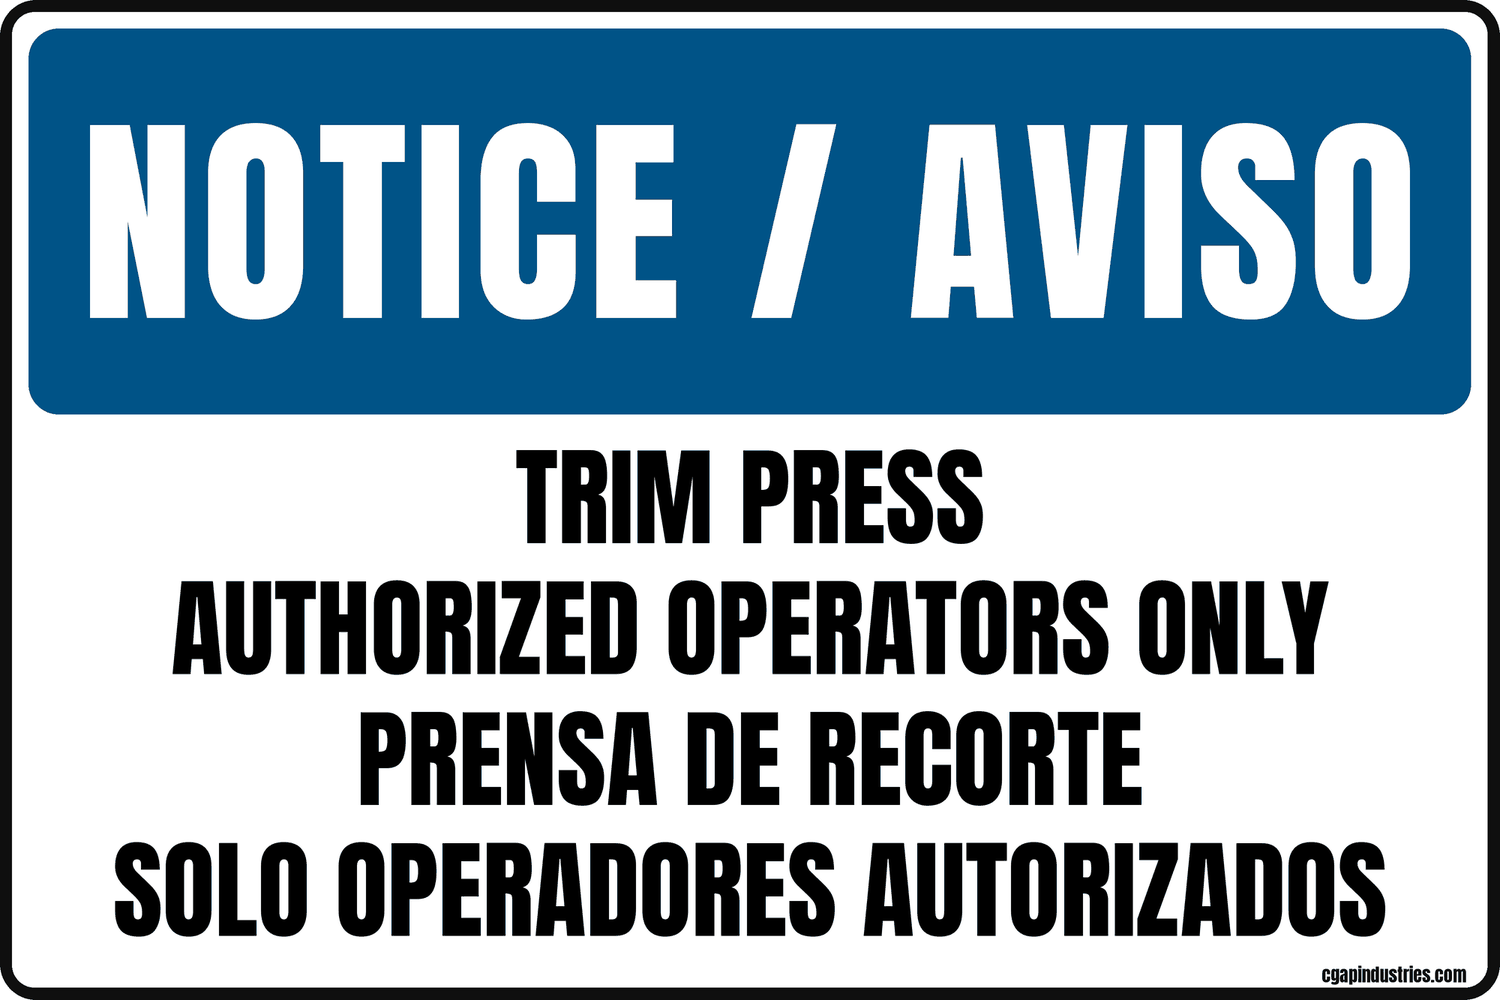 NOTICE / AVISO
TRIM PRESS
AUTHORIZED OPERATORS ONLY
PRENSA DE RECORTE
SOLO OPERADORES AUTORIZADOS
cgapindustries.com